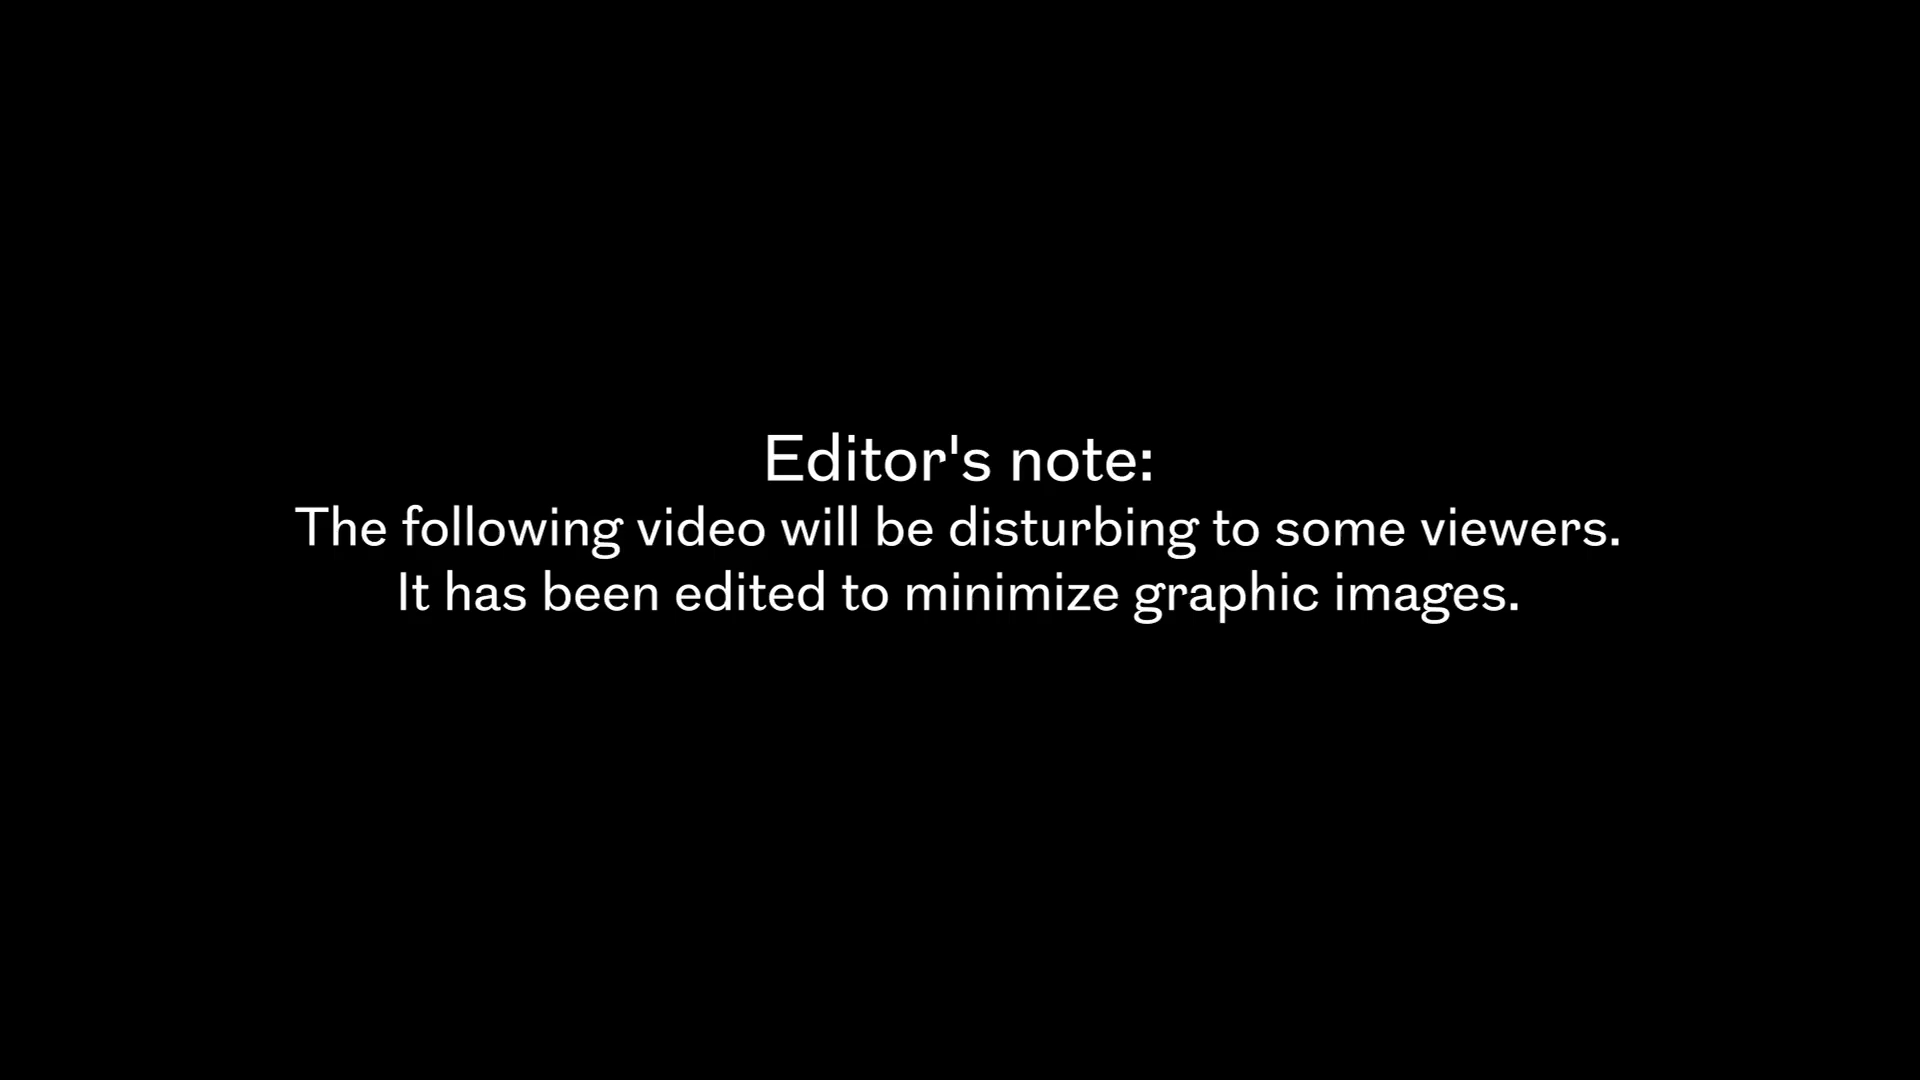 Editor's note:
The following video will be disturbing to some viewers.
It has been edited to minimize graphic images.